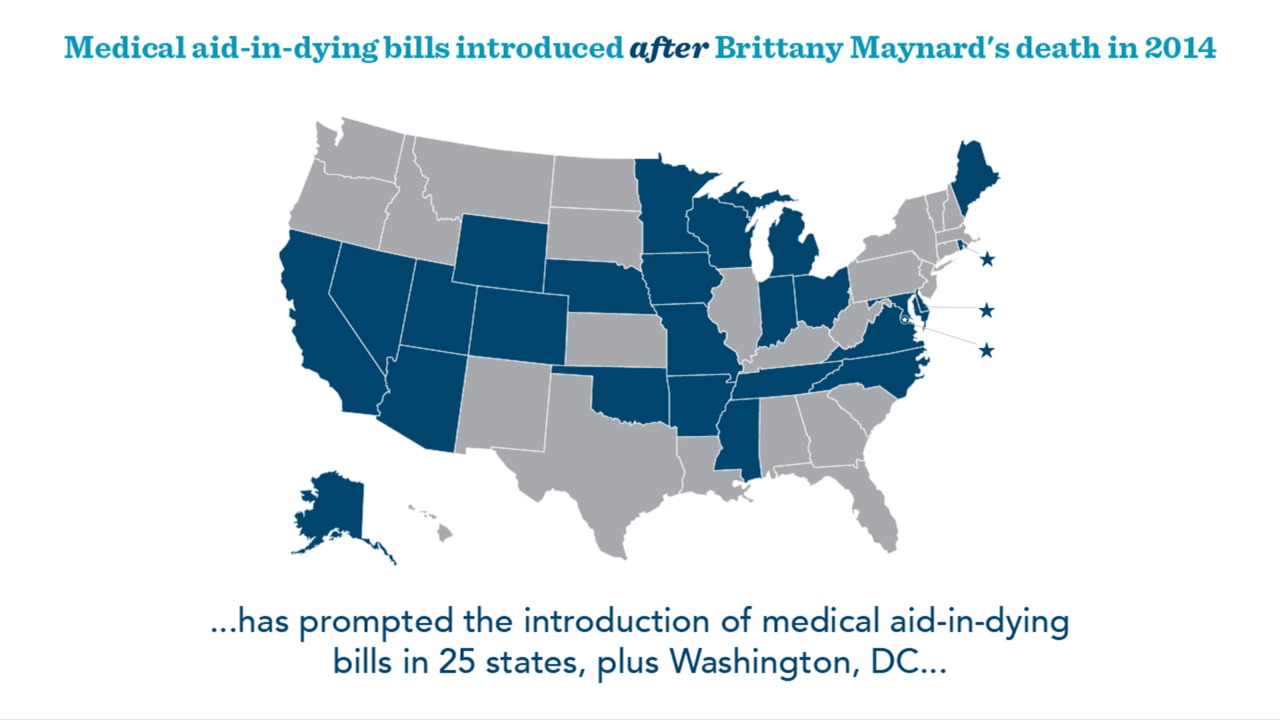 Medical aid-in-dying bills introduced after Brittany Maynard's death in 2014
...has prompted the introduction of medical aid-in-dying
bills in 25 states, plus Washington, DC...